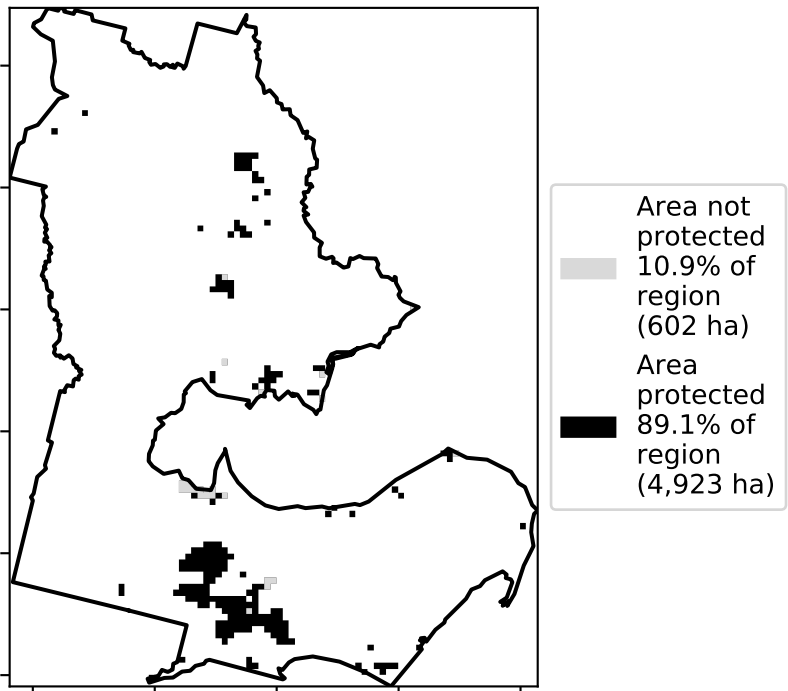 Area not
protected
10.9% of
region
(602 ha)
Area
protected
89.1% of
region
(4,923 ha)